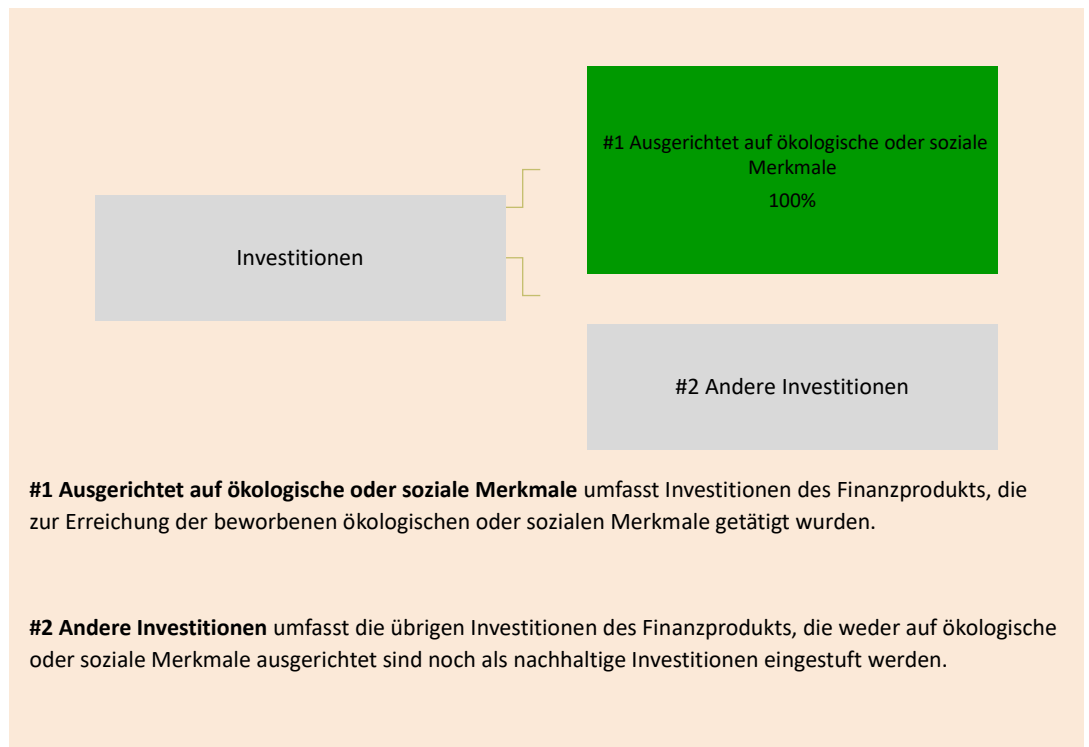 #1 Ausgerichtet auf ökologische oder soziale
Merkmale
100%
Investitionen
#2 Andere Investitionen
#1 Ausgerichtet auf ökologische oder soziale Merkmale umfasst Investitionen des Finanzprodukts, die
zur Erreichung der beworbenen ökologischen oder sozialen Merkmale getätigt wurden.
#2 Andere Investitionen umfasst die übrigen Investitionen des Finanzprodukts, die weder auf ökologische
oder soziale Merkmale ausgerichtet sind noch als nachhaltige Investitionen eingestuft werden.